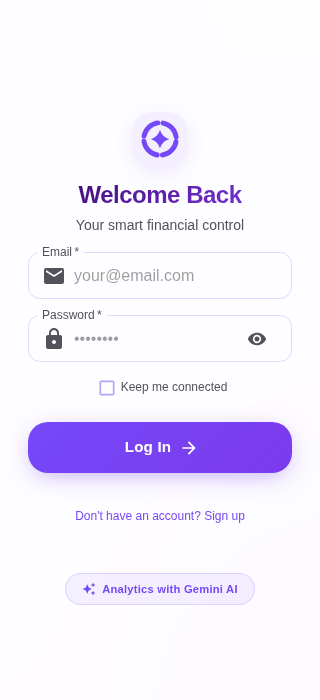 Welcome Back
Your smart financial control
Email *
your@email.com
Password *
••••••••
Keep me connected
Log In
Don't have an account? Sign up
Analytics with Gemini AI